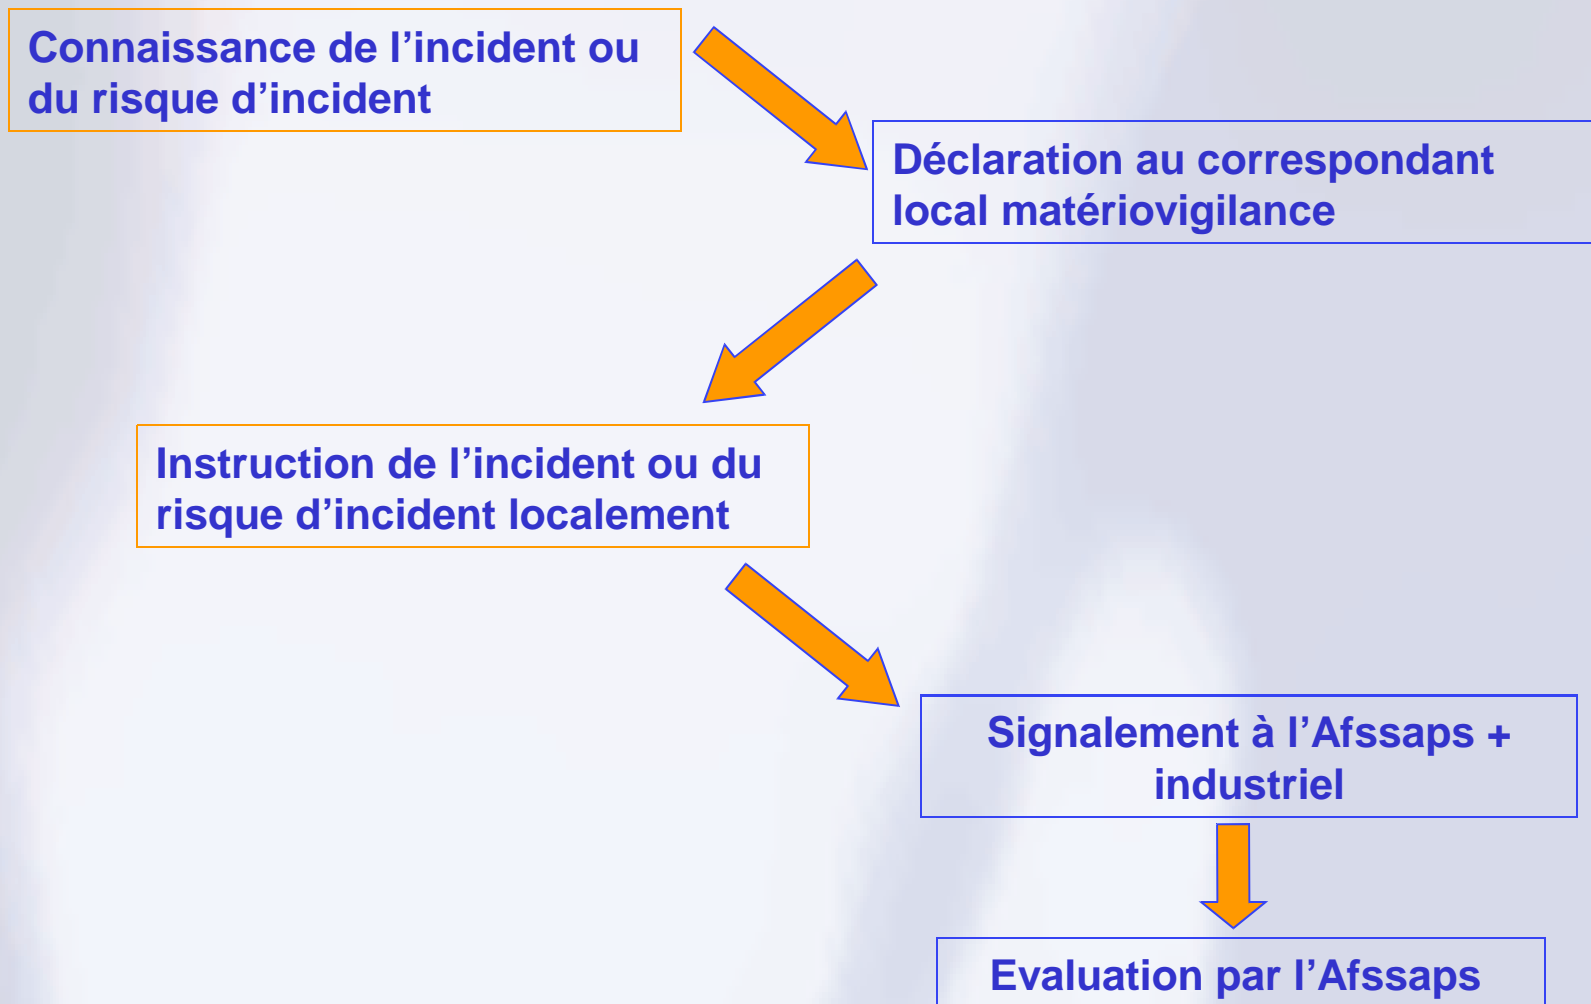 Connaissance de l’incident ou
du risque d’incident
Déclaration au correspondant
local matériovigilance
Instruction de l’incident ou du
risque d’incident localement
Signalement à l’Afssaps +
industriel
Evaluation par l’Afssaps